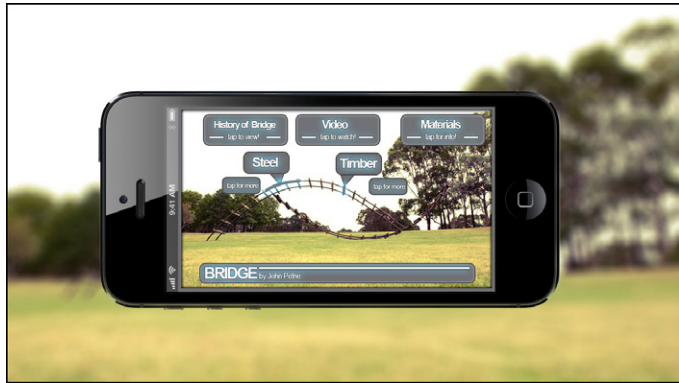 History of Bridge
tap to view!
Video
tap to watch!
Materials
tap for info!
Steel
Timber
tap for more
tap for more
9:41 AM
BRIDGE by John Petrie